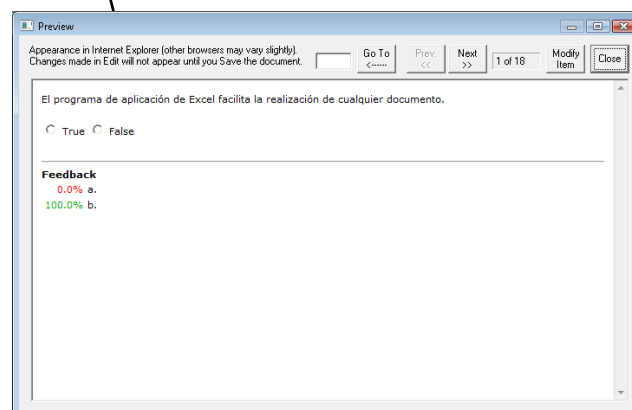 Preview
Appearance in Internet Explorer (other browsers may vary slightly).
Changes made in Edit will not appear until you Save the document.
Go To
<------
Prev.
<<
Next
>>
1 of 18
Modify
Item
Close
El programa de aplicación de Excel facilita la realización de cualquier documento.
True False
Feedback
0.0% a.
100.0% b.